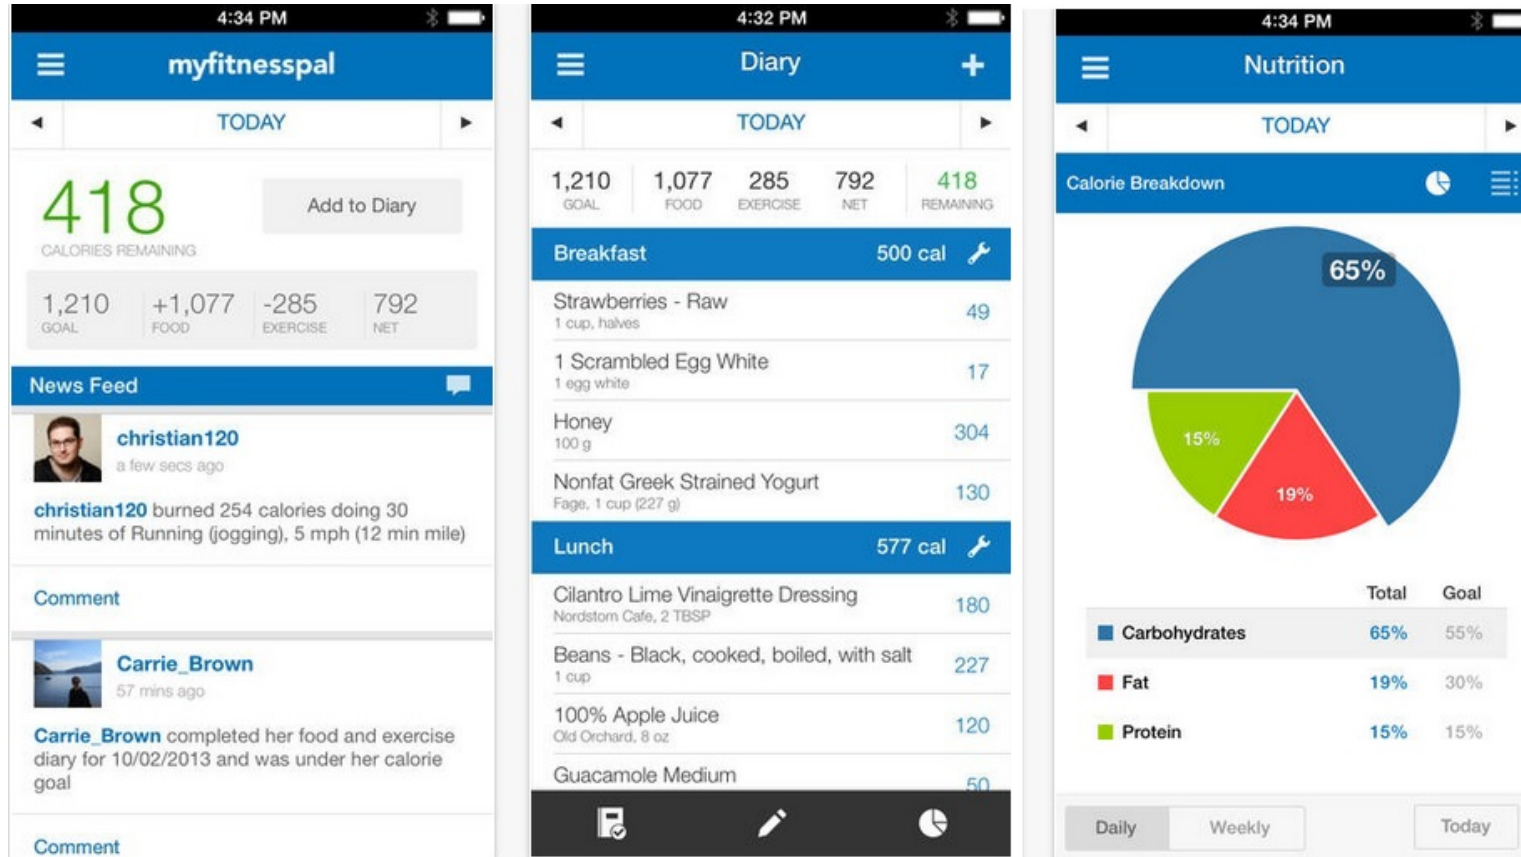 4:34 PM
myfitnesspal
TODAY
418
CALORIES REMAINING
Add to Diary
1,210 +1,077 -285 792
GOAL FOOD EXERCISE NET
News Feed
christian120
a few secs ago
christian120 burned 254 calories doing 30
minutes of Running (jogging), 5 mph (12 min mile)
Comment
Carrie_Brown
57 mins ago
Carrie_Brown completed her food and exercise
diary for 10/02/2013 and was under her calorie
goal
Comment
4:32 PM
Diary
TODAY
1,210 1,077 285 792 418
GOAL FOOD EXERCISE NET REMAINING
Breakfast 500 cal
Strawberries - Raw 49
1 cup, halves
1 Scrambled Egg White 17
1 egg white
Honey 304
100 g
Nonfat Greek Strained Yogurt 130
Fage, 1 cup (227 g)
Lunch 577 cal
Cilantro Lime Vinaigrette Dressing 180
Nordstom Cafe, 2 TBSP
Beans - Black, cooked, boiled, with salt 227
1 cup
100% Apple Juice 120
Old Orchard, 8 oz
Guacamole Medium 50
4:34 PM
Nutrition
TODAY
Calorie Breakdown
65%
15%
19%
Total Goal
Carbohydrates 65% 55%
Fat 19% 30%
Protein 15% 15%
Daily Weekly Today